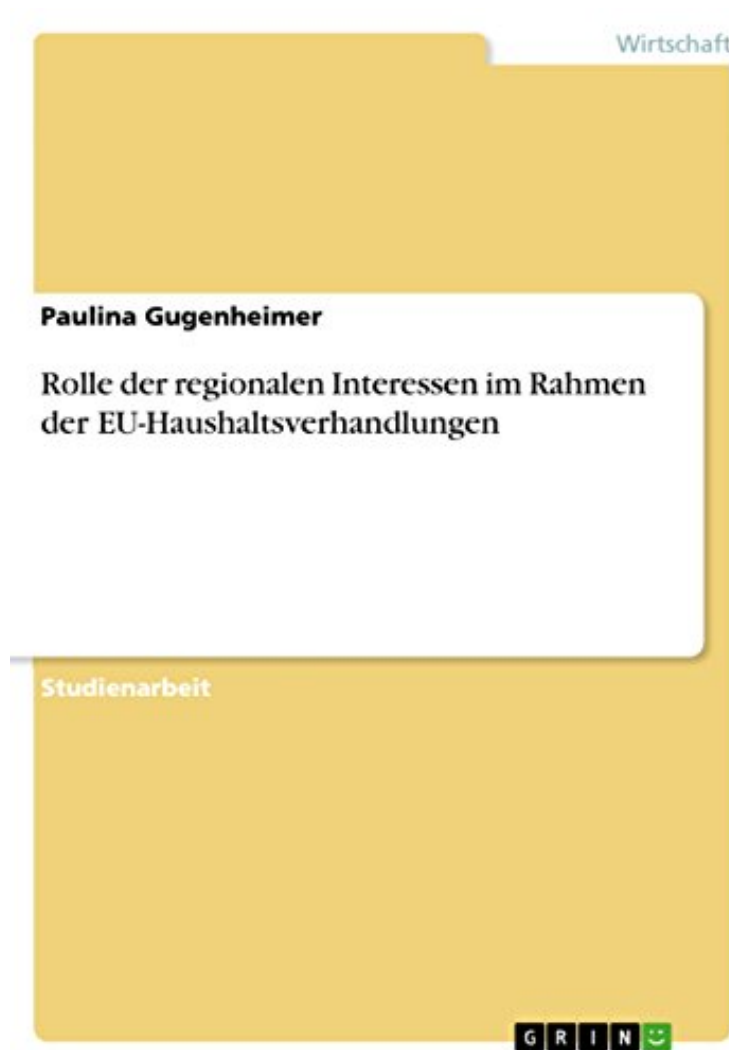 Wirtschaft
Paulina Gugenheimer
Rolle der regionalen Interessen im Rahmen
der EU-Haushaltsverhandlungen
Studienarbeit
GRIN